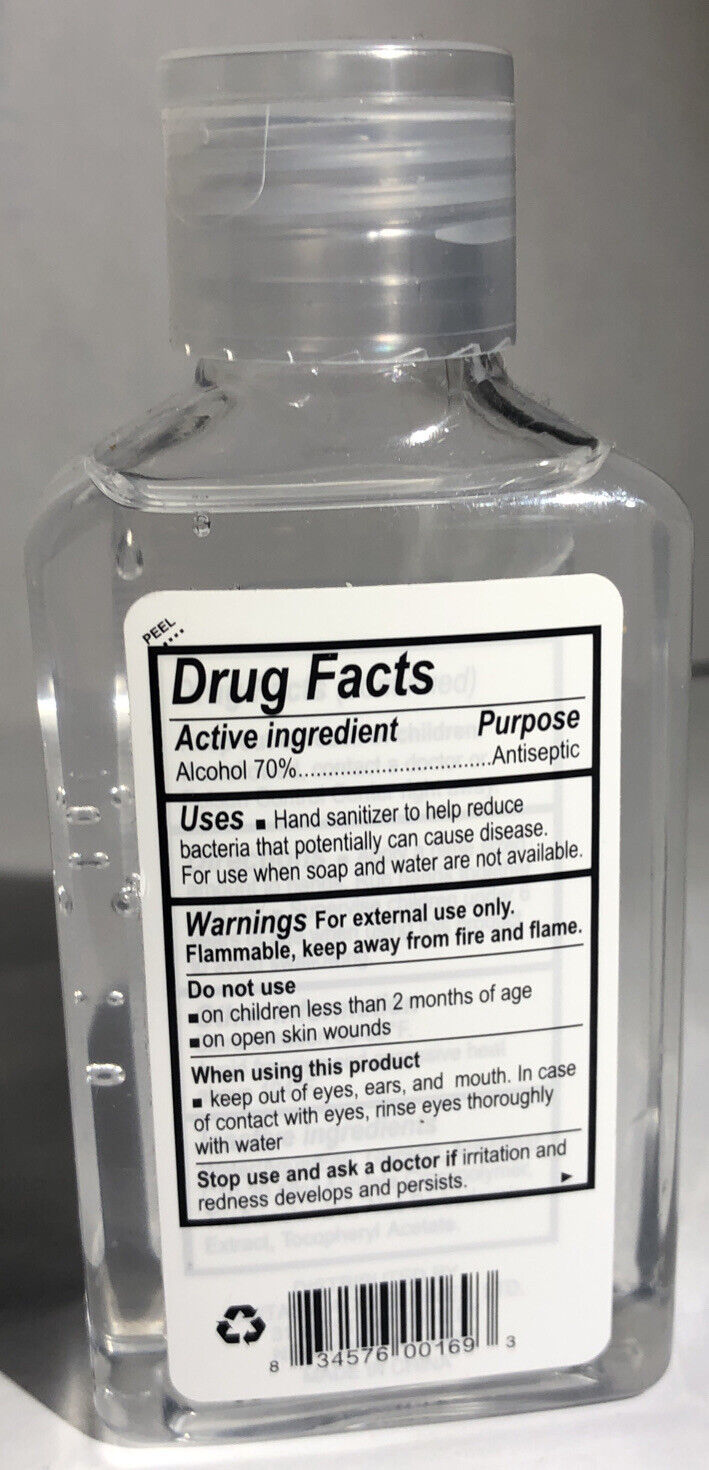 PEEL
Drug Facts
Active ingredient Purpose
Alcohol 70%................................Antiseptic
Uses ■ Hand sanitizer to help reduce
bacteria that potentially can cause disease.
For use when soap and water are not available.
Warnings For external use only.
Flammable, keep away from fire and flame.
Do not use
■ on children less than 2 months of age
■ on open skin wounds
When using this product
■ keep out of eyes, ears, and mouth. In case
of contact with eyes, rinse eyes thoroughly
with water
Stop use and ask a doctor if irritation and
redness develops and persists.
Extract, Tocopheryl Acetate.
8 34576 00169 3